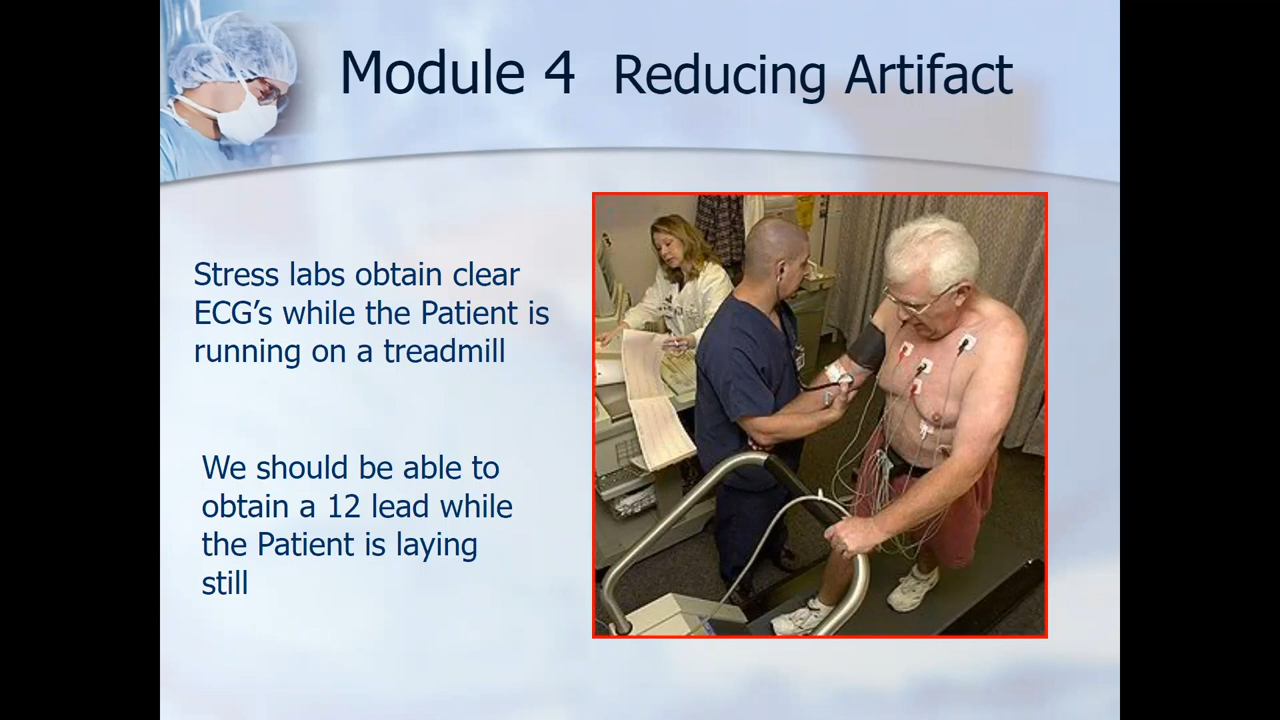 Module 4 Reducing Artifact
Stress labs obtain clear
ECG’s while the Patient is
running on a treadmill
We should be able to
obtain a 12 lead while
the Patient is laying
still